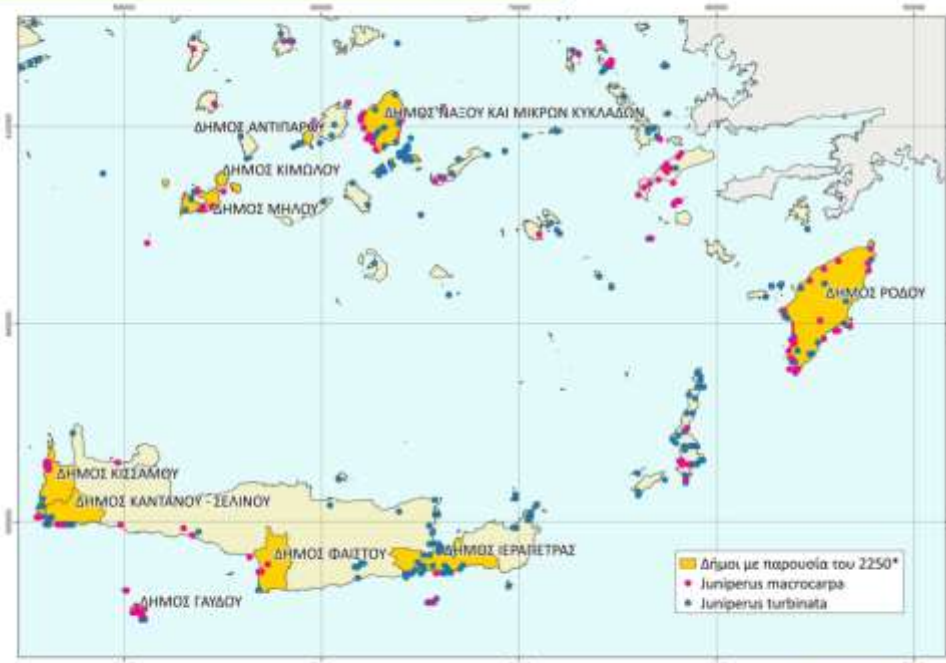 ΔΗΜΟΣ ΝΑΞΟΥ ΚΑΙ ΜΙΚΡΩΝ ΚΥΚΛΑΔΩΝ
ΔΗΜΟΣ ΑΝΤΙΠΑΡΟΥ
ΔΗΜΟΣ ΚΙΜΩΛΟΥ
ΔΗΜΟΣ ΜΗΛΟΥ
ΔΗΜΟΣ ΡΟΔΟΥ
ΔΗΜΟΣ ΚΙΣΣΑΜΟΥ
ΔΗΜΟΣ ΚΑΝΤΑΝΟΥ - ΣΕΛΙΝΟΥ
ΔΗΜΟΣ ΦΑΙΣΤΟΥ
ΔΗΜΟΣ ΙΕΡΑΠΕΤΡΑΣ
ΔΗΜΟΣ ΓΑΥΔΟΥ
Δήμοι με παρουσία του 2250*
Juniperus macrocarpa
Juniperus turbinata